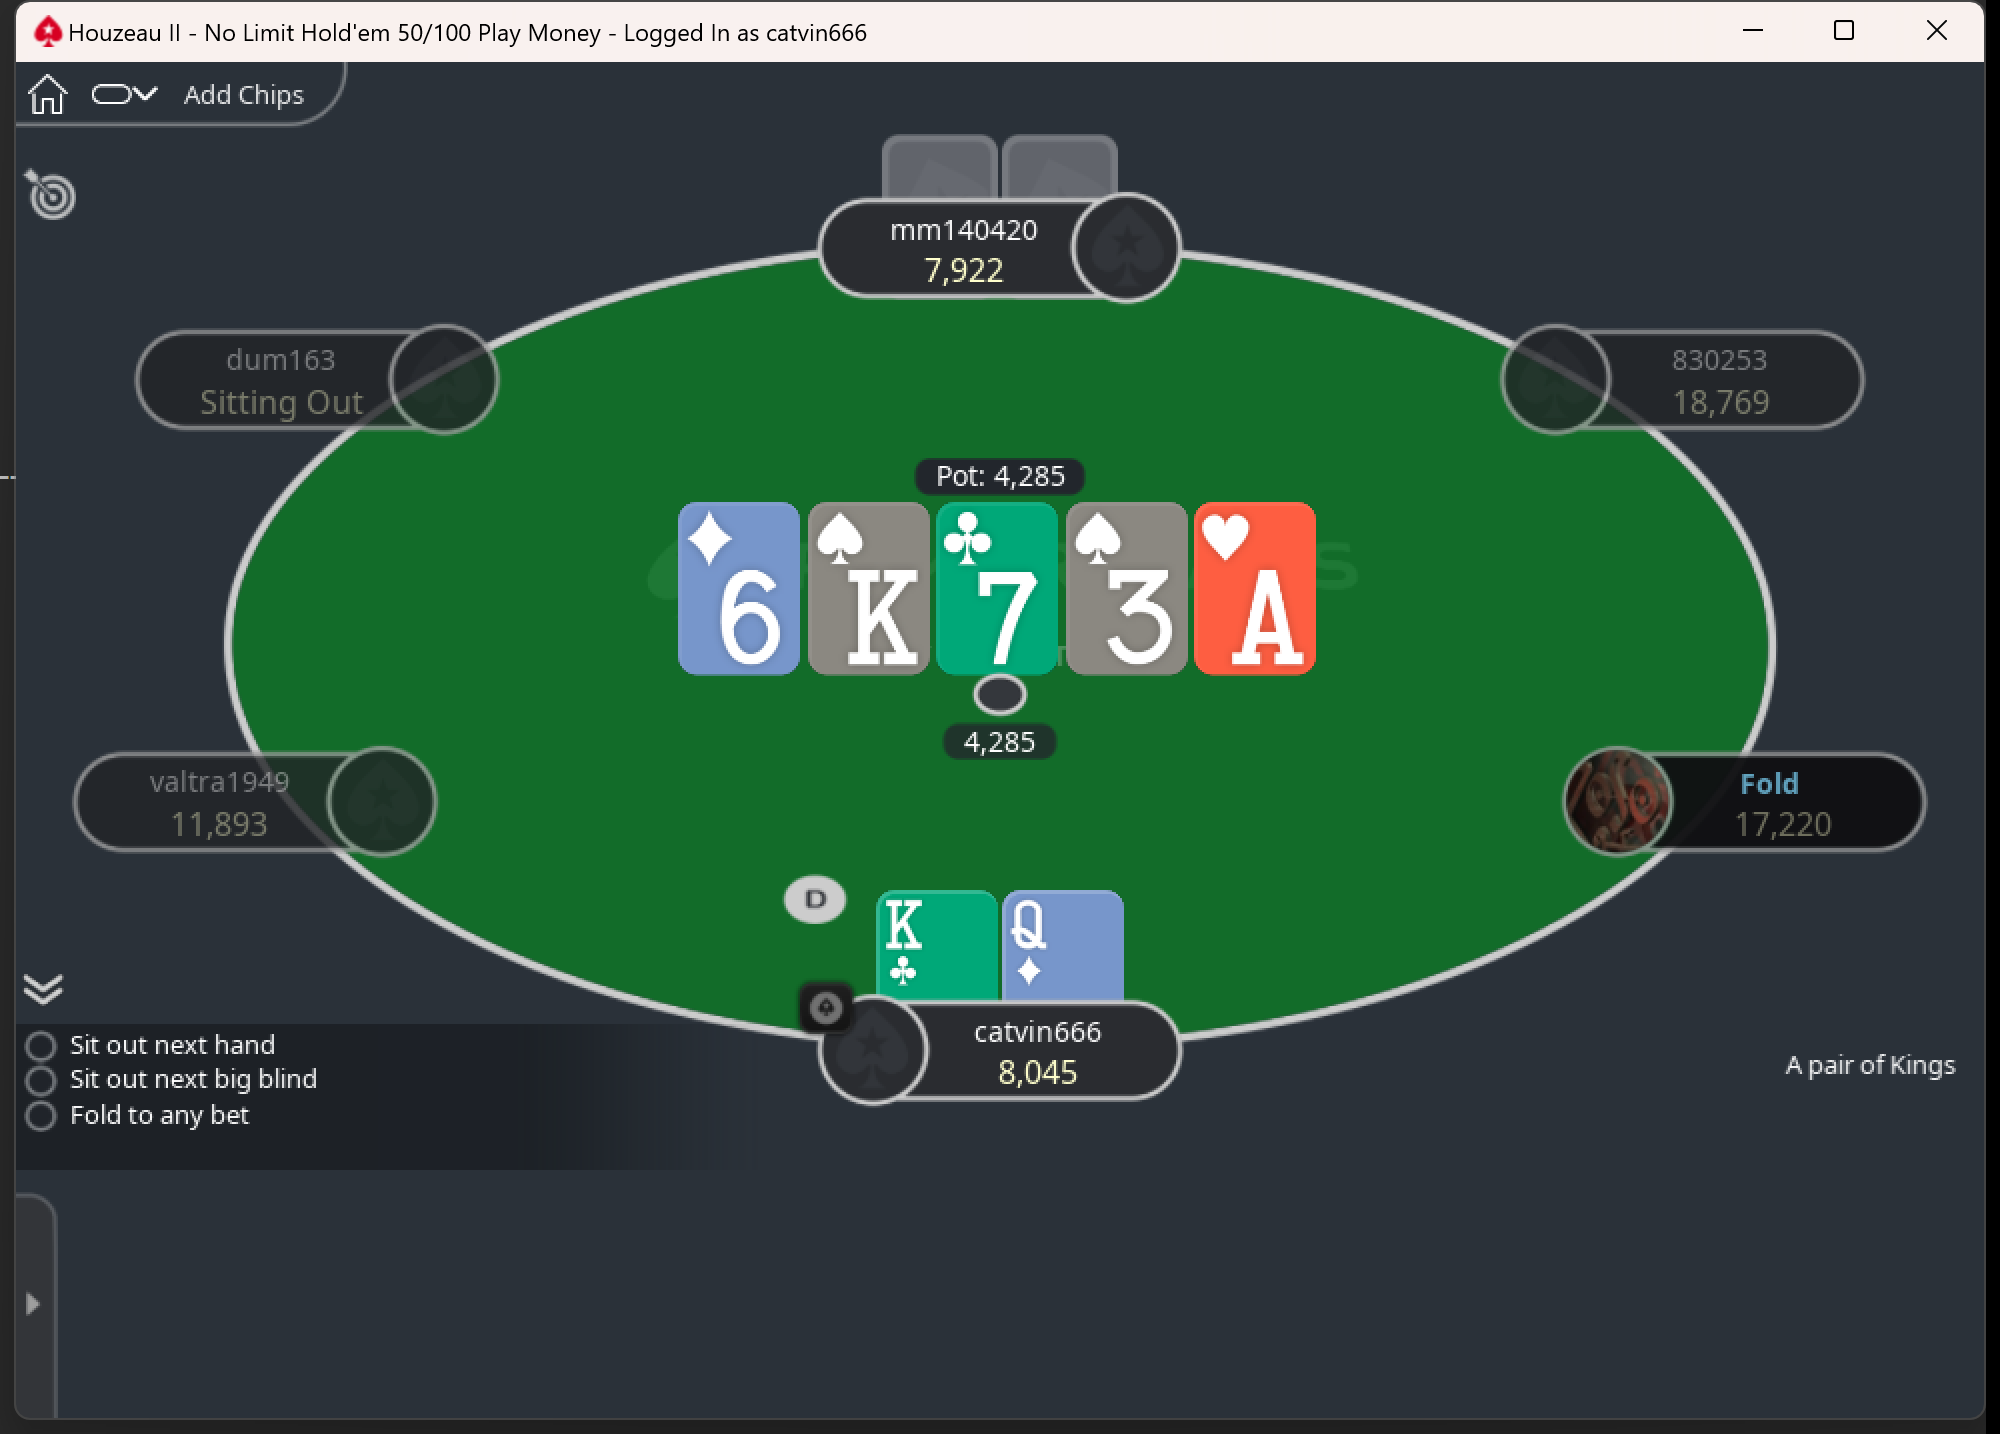 Houzeau II - No Limit Hold'em 50/100 Play Money - Logged In as catvin666
Add Chips
mm140420
7,922
dum163
Sitting Out
830253
18,769
Pot: 4,285
6 K 7 3 A
4,285
valtra1949
11,893
Fold
17,220
D
K Q
catvin666
8,045
Sit out next hand
Sit out next big blind
Fold to any bet
A pair of Kings